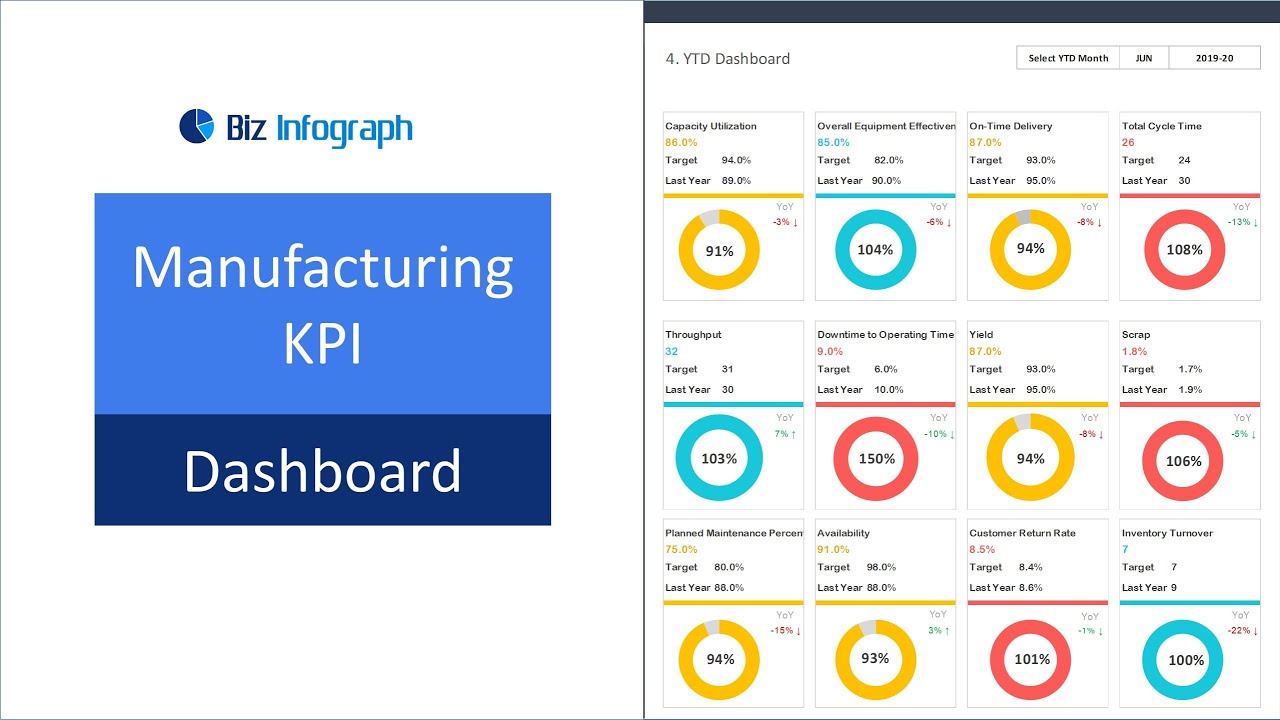 Biz Infograph
Manufacturing
KPI
Dashboard
4. YTD Dashboard
Select YTD Month JUN 2019-20
Capacity Utilization
86.0%
Target 94.0%
Last Year 89.0%
YoY
-3% ↓
91%
Overall Equipment Effectiven
85.0%
Target 82.0%
Last Year 90.0%
YoY
-6% ↓
104%
On-Time Delivery
87.0%
Target 93.0%
Last Year 95.0%
YoY
-8% ↓
94%
Total Cycle Time
26
Target 24
Last Year 30
YoY
-13% ↓
108%
Throughput
32
Target 31
Last Year 30
YoY
7% ↑
103%
Downtime to Operating Time
9.0%
Target 6.0%
Last Year 10.0%
YoY
-10% ↓
150%
Yield
87.0%
Target 93.0%
Last Year 95.0%
YoY
-8% ↓
94%
Scrap
1.8%
Target 1.7%
Last Year 1.9%
YoY
-5% ↓
106%
Planned Maintenance Percen
75.0%
Target 80.0%
Last Year 88.0%
YoY
-15% ↓
94%
Availability
91.0%
Target 98.0%
Last Year 88.0%
YoY
3% ↑
93%
Customer Return Rate
8.5%
Target 8.4%
Last Year 8.6%
YoY
-1% ↓
101%
Inventory Turnover
7
Target 7
Last Year 9
YoY
-22% ↓
100%